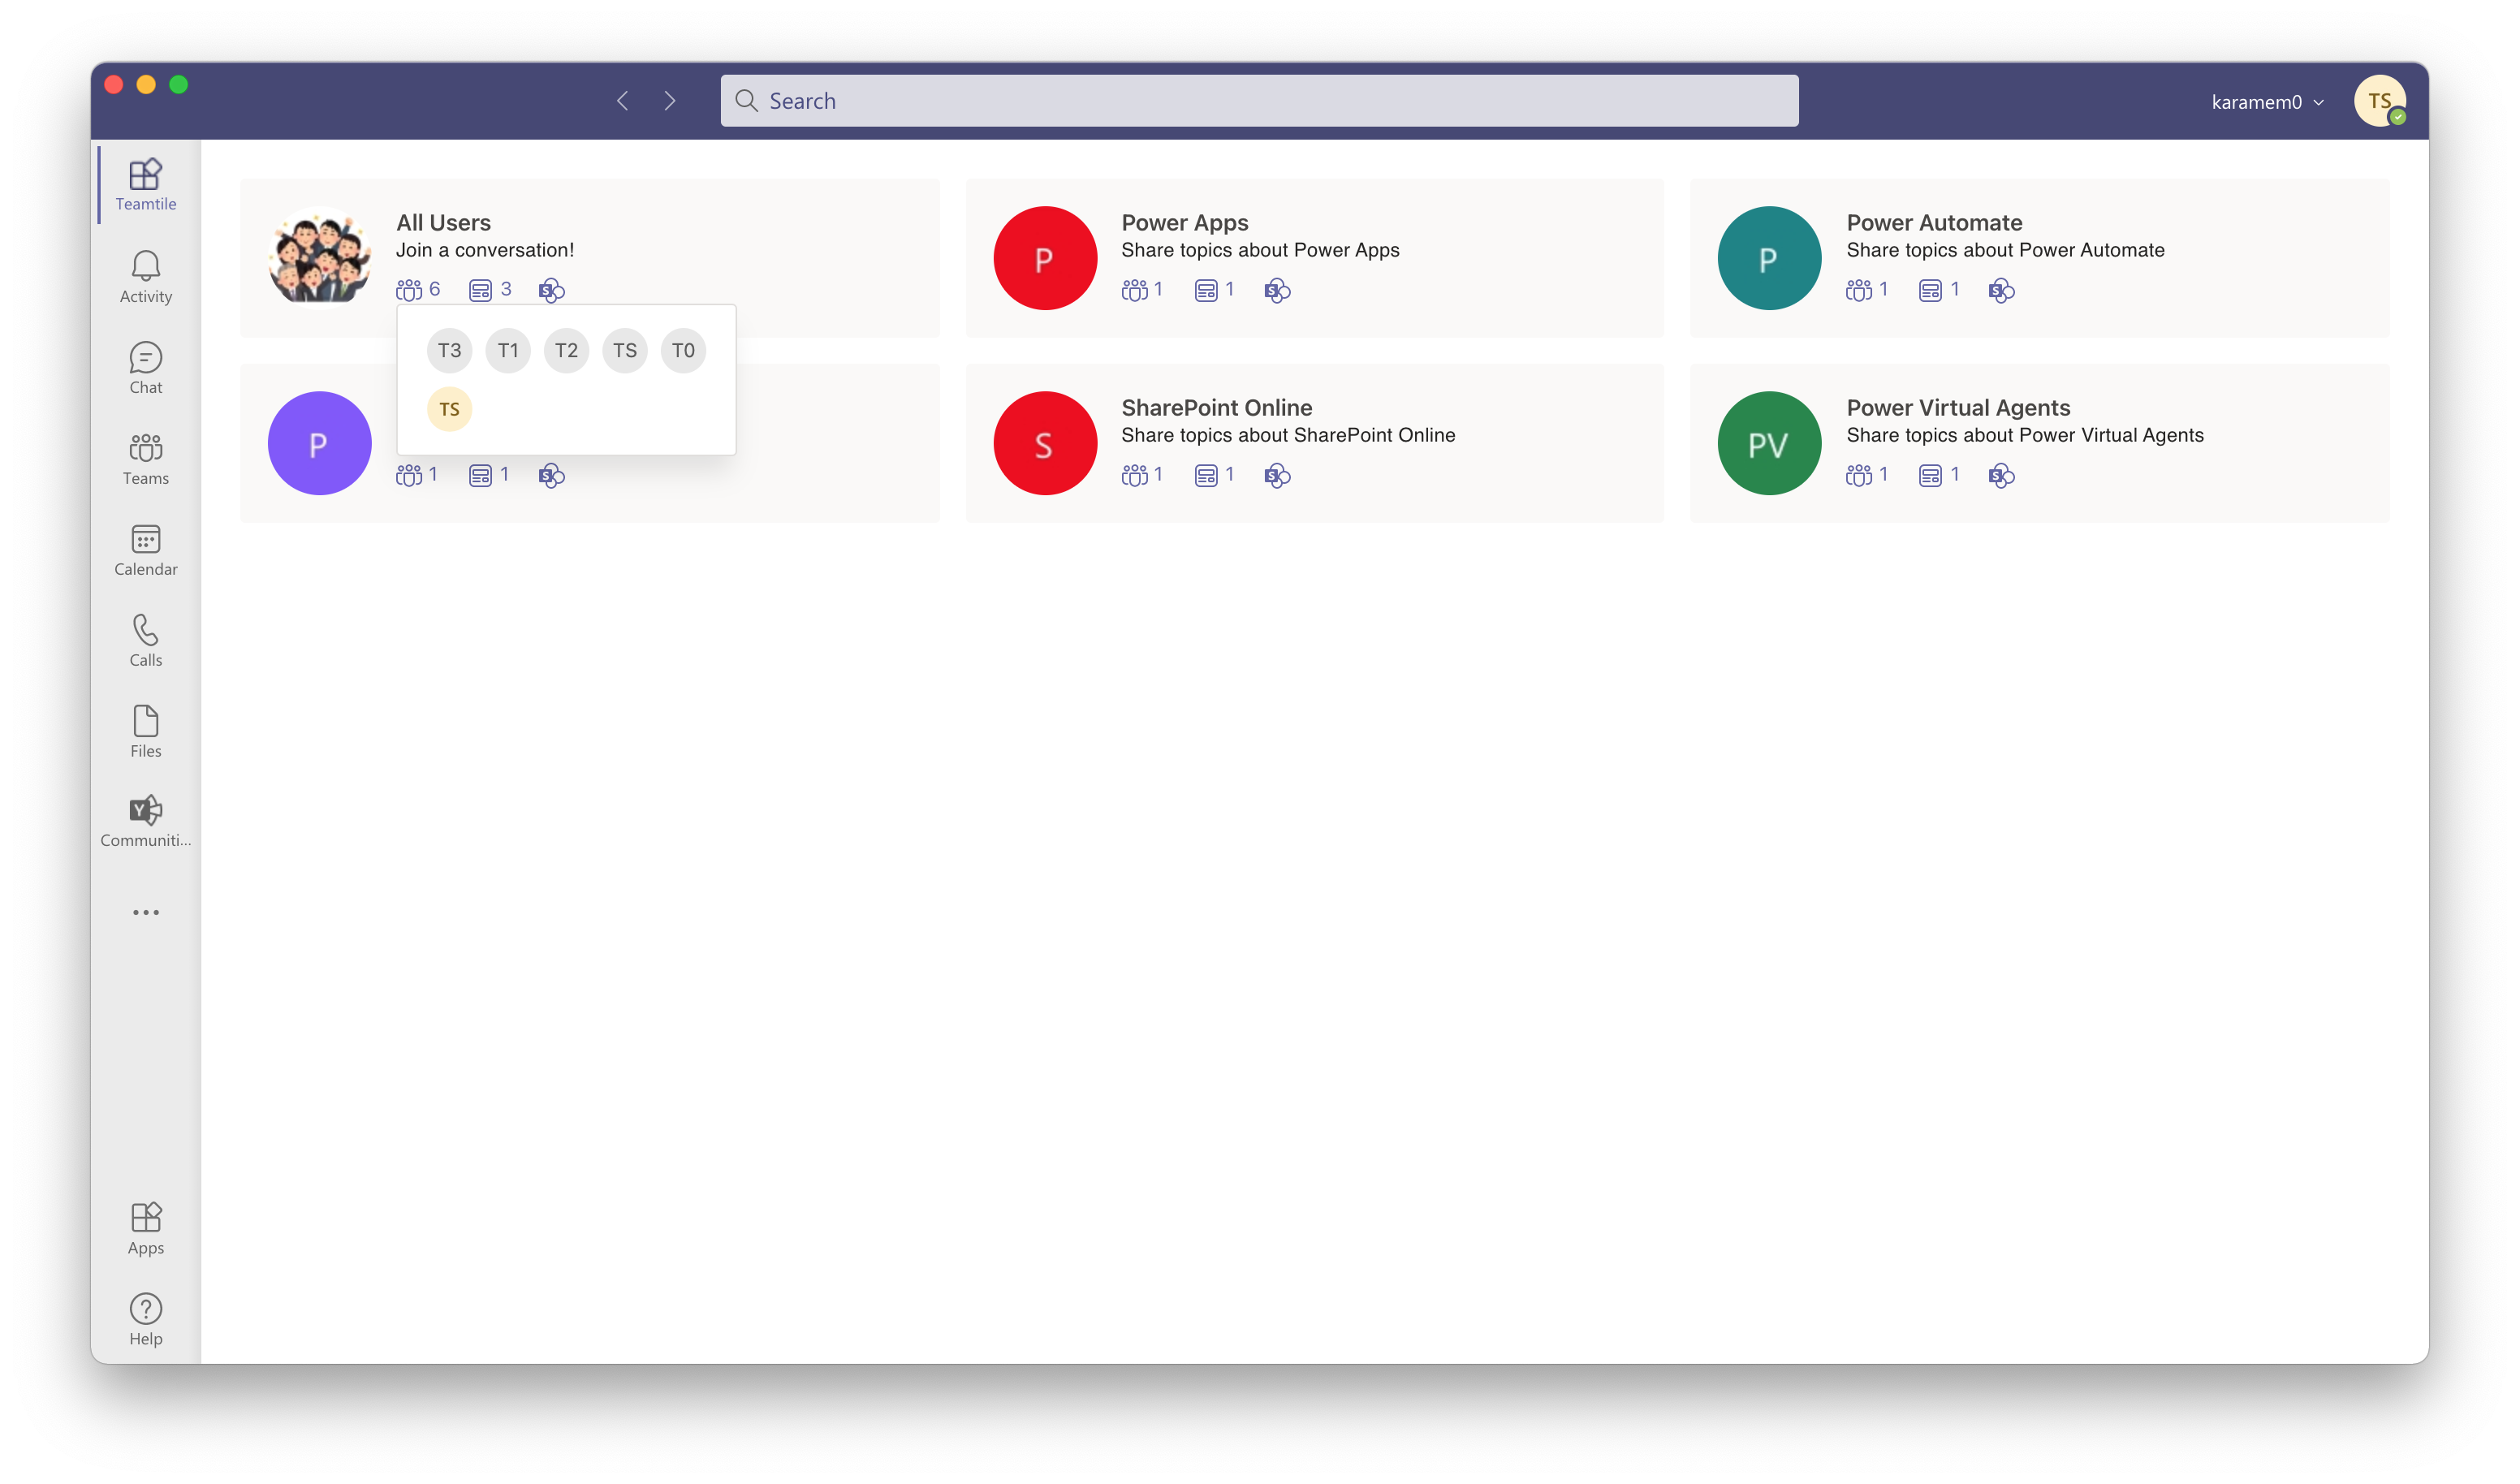 Search
karamem0
TS
Teamtile
Activity
Chat
Teams
Calendar
Calls
Files
Y
Communiti...
Apps
Help
All Users
Join a conversation!
6 3 S
T3 T1 T2 TS T0
TS
P
Power Apps
Share topics about Power Apps
1 1 S
P
Power Automate
Share topics about Power Automate
1 1 S
P
1 1 S
S
SharePoint Online
Share topics about SharePoint Online
1 1 S
PV
Power Virtual Agents
Share topics about Power Virtual Agents
1 1 S